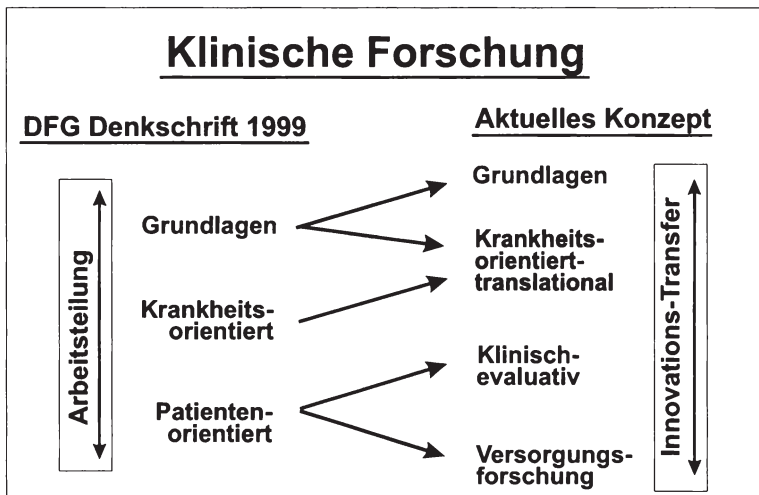 Klinische Forschung
DFG Denkschrift 1999
Arbeitsteilung
Grundlagen
Krankheits-
orientiert
Patienten-
orientiert
Aktuelles Konzept
Grundlagen
Krankheits-
orientiert-
translational
Klinisch-
evaluativ
Versorgungs-
forschung
Innovations-Transfer